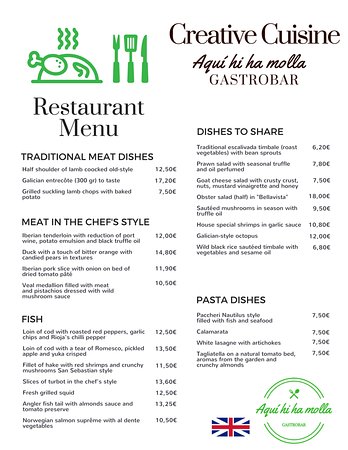 Creative Cuisine
Aquí hi ha molla
GASTROBAR
Restaurant
Menu
TRADITIONAL MEAT DISHES
Half shoulder of lamb coocked old-style 12,50€
Galician entrecôte (300 gr) to taste 17,20€
Grilled suckling lamb chops with baked 7,50€
potato
MEAT IN THE CHEF'S STYLE
Iberian tenderloin with reduction of port 12,00€
wine, potato emulsion and black truffle oil
Duck with a touch of bitter orange with 14,80€
candied pears in textures
Iberian pork slice with onion on bed of 11,90€
dried tomato pâté
Veal medallion filled with meat 10,50€
and pistachios dressed with wild
mushroom sauce
FISH
Loin of cod with roasted red peppers, garlic 12,50€
chips and Rioja's chilli pepper
Loin of cod with a tear of Romesco, pickled 13,50€
apple and yuka crisped
Fillet of hake with red shrimps and crunchy 11,50€
mushrooms San Sebastian style
Slices of turbot in the chef's style 13,60€
Fresh grilled squid 12,50€
Angler fish tail with almonds sauce and 13,25€
tomato preserve
Norwegian salmon suprême with al dente 10,50€
vegetables
DISHES TO SHARE
Traditional escalivada timbale (roast 6,20€
vegetables) with bean sprouts
Prawn salad with seasonal truffle 7,80€
and oil perfumed
Goat cheese salad with crusty crust, 7,50€
nuts, mustard vinaigrette and honey
Obster salad (half) in "Bellavista" 18,00€
Sautéed mushrooms in season with 9,50€
truffle oil
House special shrimps in garlic sauce 10,80€
Galician-style octopus 12,00€
Wild black rice sautéed timbale with 6,80€
vegetables and sesame oil
PASTA DISHES
Paccheri Nautilus style 7,50€
filled with fish and seafood
Calamarata 7,50€
White lasagne with artichokes 7,50€
Tagliatella on a natural tomato bed, 7,50€
aromas from the garden and
crunchy almonds
Aquí hi ha molla
GASTROBAR